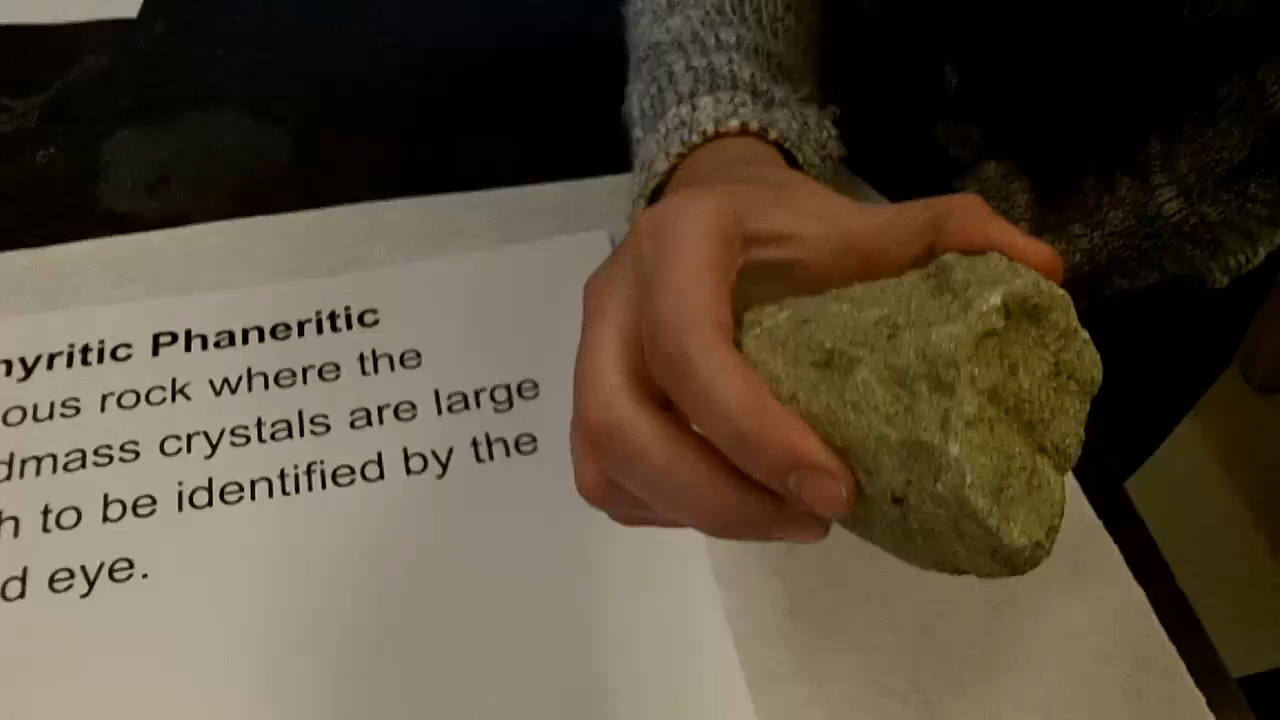 hyritic Phaneritic
ous rock where the
dmass crystals are large
h to be identified by the
d eye.